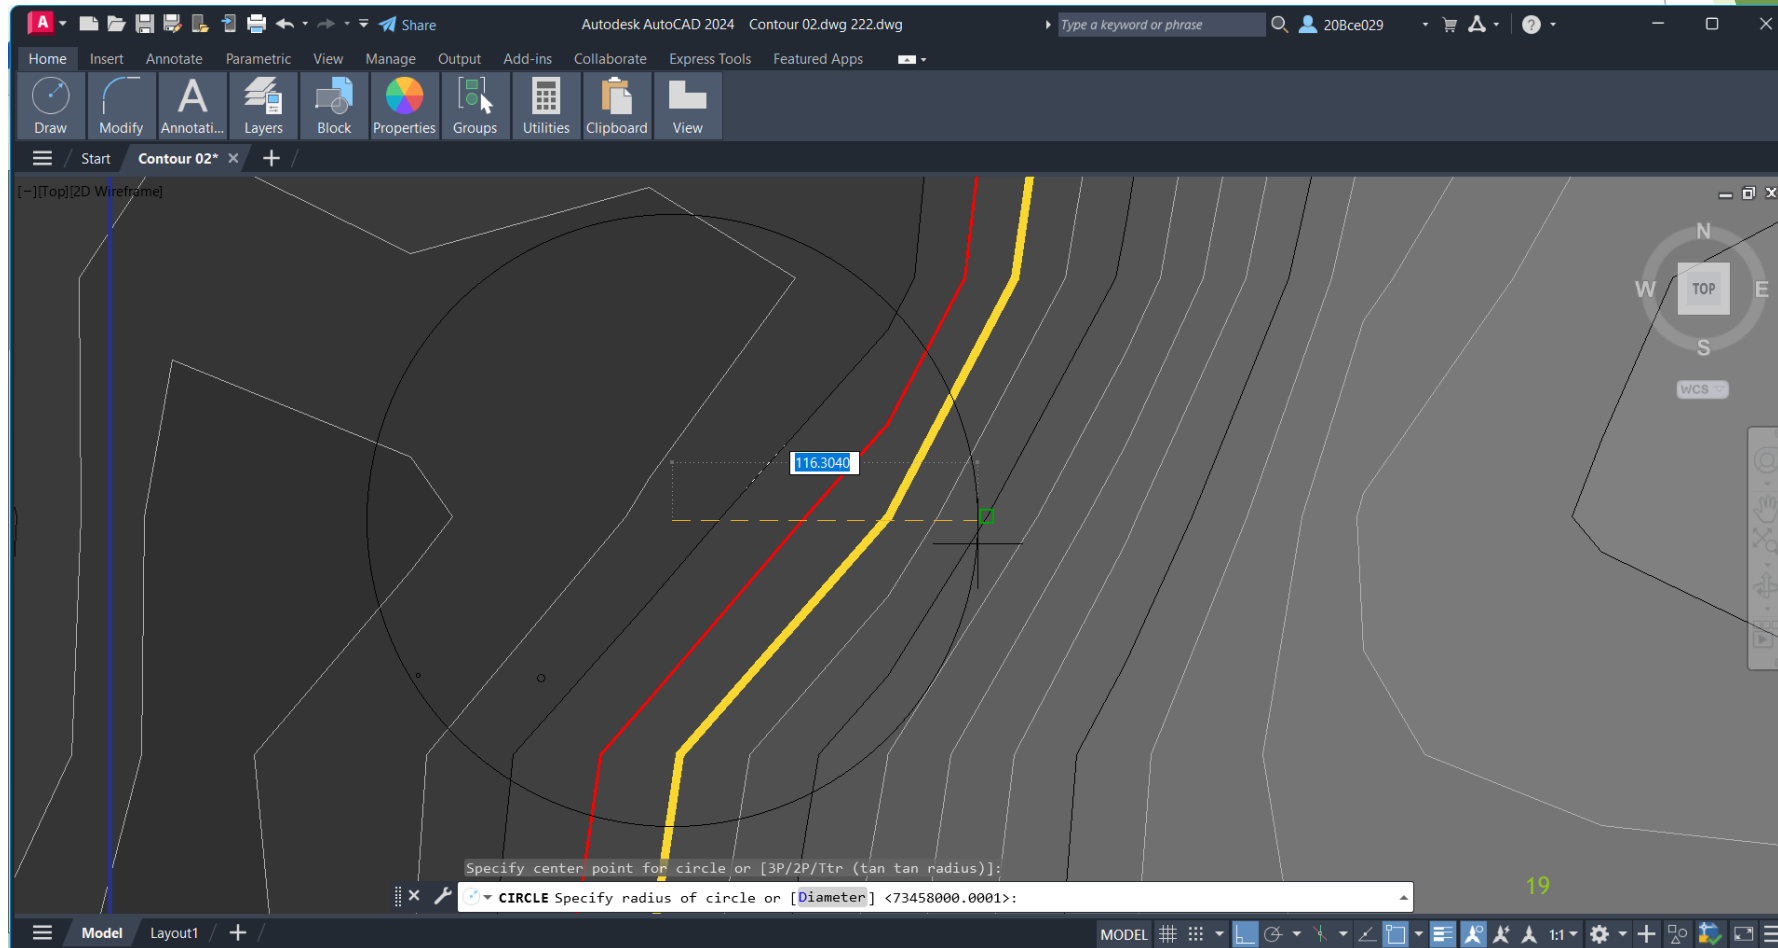 A Share Autodesk AutoCAD 2024 Contour 02.dwg 222.dwg Type a keyword or phrase 20Bce029 ?
Home Insert Annotate Parametric View Manage Output Add-ins Collaborate Express Tools Featured Apps
Draw Modify Annotati... Layers Block Properties Groups Utilities Clipboard View
Start Contour 02* +
[−][Top][2D Wireframe]
N
W TOP E
S
WCS
116.3040
Specify center point for circle or [3P/2P/Ttr (tan tan radius)]:
CIRCLE Specify radius of circle or [Diameter] <73458000.0001>:
19
Model Layout1 + MODEL 1:1